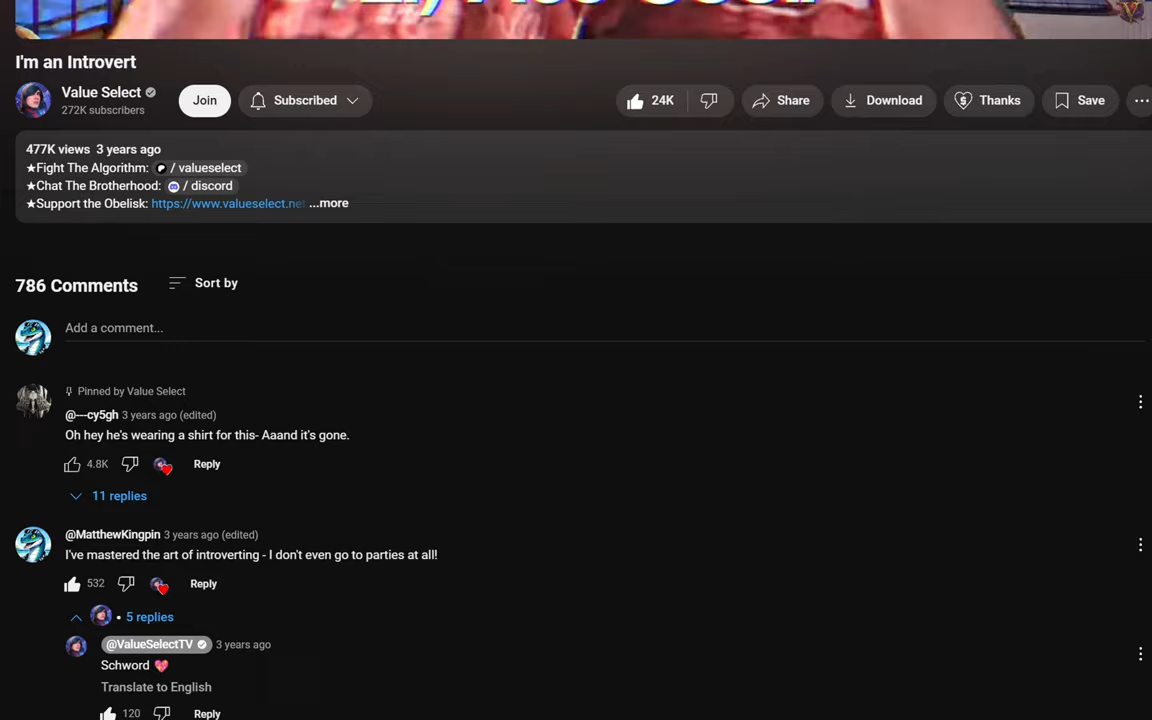 I'm an Introvert
Value Select
272K subscribers
Join
Subscribed
24K
Share
Download
Thanks
Save
477K views 3 years ago
★Fight The Algorithm: / valueselect
★Chat The Brotherhood: / discord
★Support the Obelisk: https://www.valueselect.ne ...more
786 Comments
Sort by
Add a comment...
Pinned by Value Select
@---cy5gh 3 years ago (edited)
Oh hey he's wearing a shirt for this- Aaand it's gone.
4.8K
Reply
11 replies
@MatthewKingpin 3 years ago (edited)
I've mastered the art of introverting - I don't even go to parties at all!
532
Reply
• 5 replies
@ValueSelectTV 3 years ago
Schword 💖
Translate to English
120
Reply